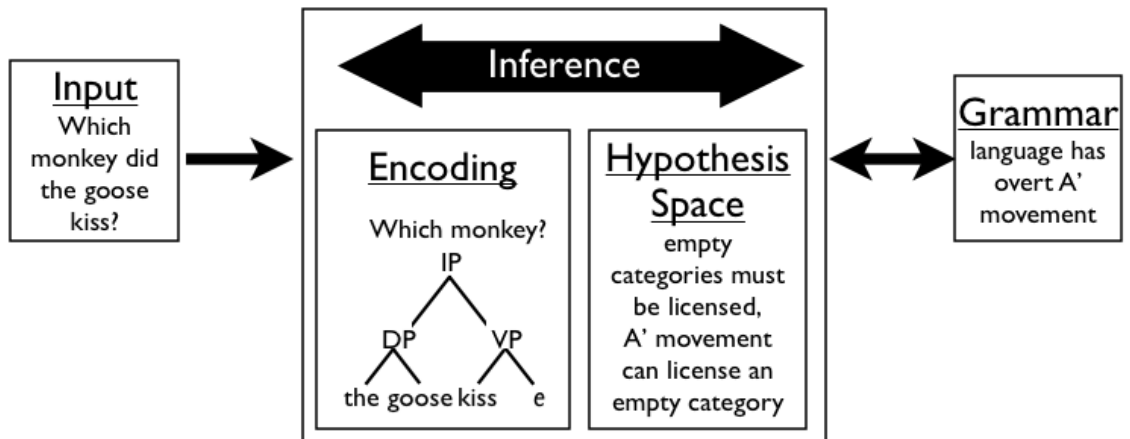 Input
Which
monkey did
the goose
kiss?
Inference
Encoding
Which monkey?
IP
DP VP
the goose kiss e
Hypothesis
Space
empty
categories must
be licensed,
A' movement
can license an
empty category
Grammar
language has
overt A'
movement